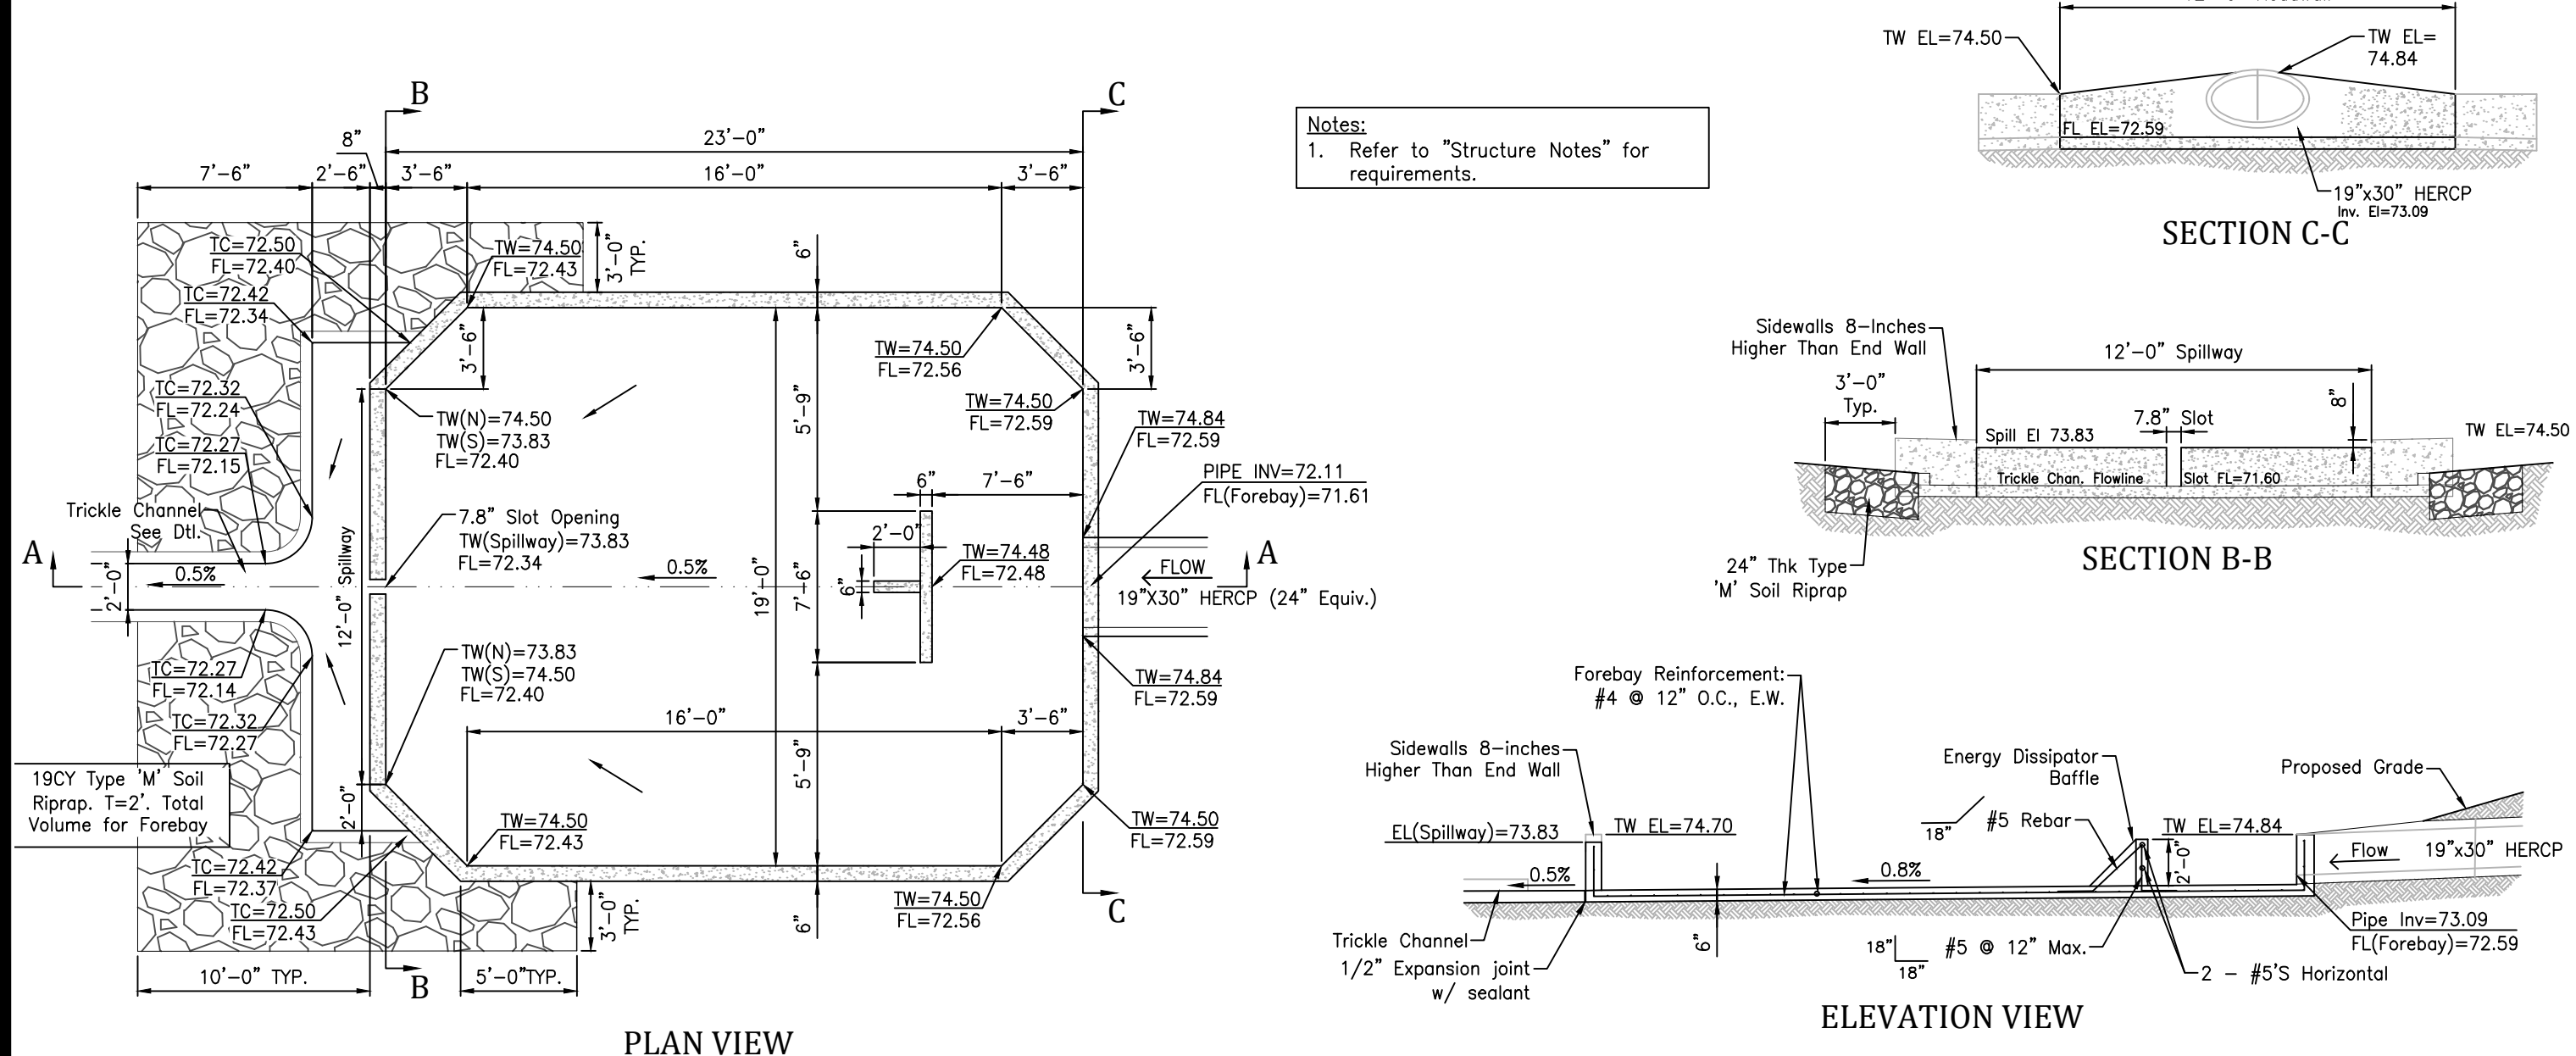 B
C
8"
23'-0"
7'-6"
2'-6"
3'-6"
16'-0"
3'-6"
TC=72.50
FL=72.40
TW=74.50
FL=72.43
3'-0"
TYP.
6"
TC=72.42
FL=72.34
3'-6"
TW=74.50
FL=72.56
3'-6"
TC=72.32
FL=72.24
TW(N)=74.50
TW(S)=73.83
FL=72.40
5'-9"
TW=74.50
FL=72.59
TW=74.84
FL=72.59
TC=72.27
FL=72.15
6"
7'-6"
PIPE INV=72.11
FL(Forebay)=71.61
Trickle Channel
See Dtl.
7.8" Slot Opening
TW(Spillway)=73.83
FL=72.34
2'-0"
TW=74.48
FL=72.48
A
0.5%
2'-0"
12'-0" Spillway
0.5%
19'-0"
7'-6"
6"
FLOW
A
19"X30" HERCP (24" Equiv.)
TC=72.27
FL=72.14
TW(N)=73.83
TW(S)=74.50
FL=72.40
TW=74.84
FL=72.59
TC=72.32
FL=72.27
16'-0"
3'-6"
19CY Type 'M' Soil
Riprap. T=2'. Total
Volume for Forebay
2'-0"
5'-9"
TW=74.50
FL=72.43
TW=74.50
FL=72.59
TC=72.42
FL=72.37
TC=72.50
FL=72.43
3'-0"
TYP.
6"
TW=74.50
FL=72.56
C
10'-0" TYP.
B
5'-0"TYP.
PLAN VIEW
Notes:
1. Refer to "Structure Notes" for
requirements.
TW EL=74.50
TW EL=
74.84
FL EL=72.59
19"x30" HERCP
Inv. El=73.09
SECTION C-C
Sidewalls 8-Inches
Higher Than End Wall
12'-0" Spillway
3'-0"
Typ.
7.8" Slot
8"
Spill El 73.83
TW EL=74.50
Trickle Chan. Flowline
Slot FL=71.60
24" Thk Type
'M' Soil Riprap
SECTION B-B
Forebay Reinforcement:
#4 @ 12" O.C., E.W.
Sidewalls 8-inches
Higher Than End Wall
Energy Dissipator
Baffle
Proposed Grade
EL(Spillway)=73.83
TW EL=74.70
18"
#5 Rebar
TW EL=74.84
0.5%
0.8%
2'-0"
Flow
19"x30" HERCP
Trickle Channel
1/2" Expansion joint
w/ sealant
6"
18"
18"
#5 @ 12" Max.
Pipe Inv=73.09
FL(Forebay)=72.59
2 - #5'S Horizontal
ELEVATION VIEW